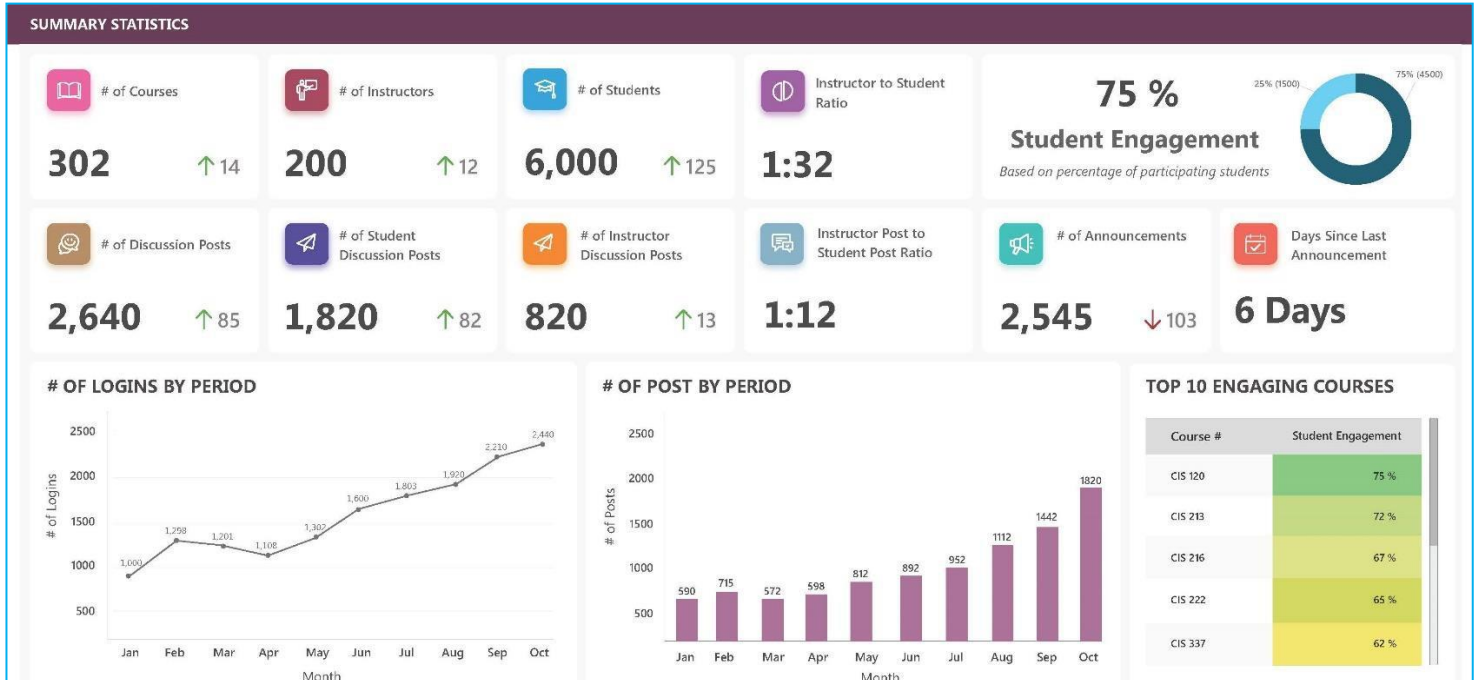 SUMMARY STATISTICS
# of Courses
302
↑ 14
# of Instructors
200
↑ 12
# of Students
6,000
↑ 125
Instructor to Student
Ratio
1:32
75 %
Student Engagement
Based on percentage of participating students
25% (1500)
75% (4500)
# of Discussion Posts
2,640
↑ 85
# of Student
Discussion Posts
1,820
↑ 82
# of Instructor
Discussion Posts
820
↑ 13
Instructor Post to
Student Post Ratio
1:12
# of Announcements
2,545
↓ 103
Days Since Last
Announcement
6 Days
# OF LOGINS BY PERIOD
# of Logins
2500
2000
1500
1000
500
1,000
1,298
1,201
1,108
1,302
1,600
1,803
1,920
2,210
2,440
Jan Feb Mar Apr May Jun Jul Aug Sep Oct
Month
# OF POST BY PERIOD
# of Posts
2500
2000
1500
1000
500
590
715
572
598
812
892
952
1112
1442
1820
Jan Feb Mar Apr May Jun Jul Aug Sep Oct
Month
TOP 10 ENGAGING COURSES
Course # Student Engagement
CIS 120 75 %
CIS 213 72 %
CIS 216 67 %
CIS 222 65 %
CIS 337 62 %